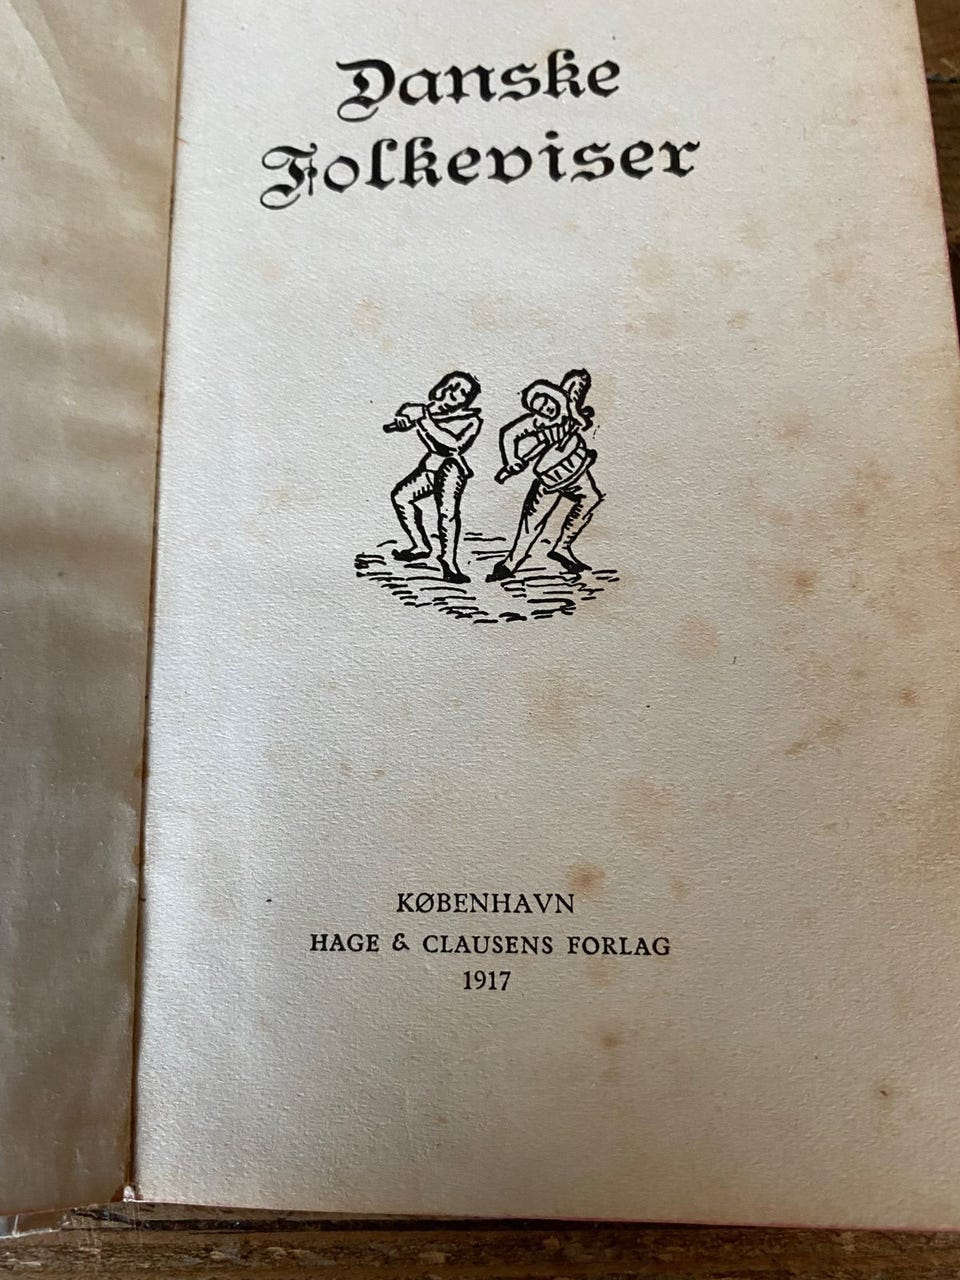 Danske
Folkeviser
KØBENHAVN
HAGE & CLAUSENS FORLAG
1917